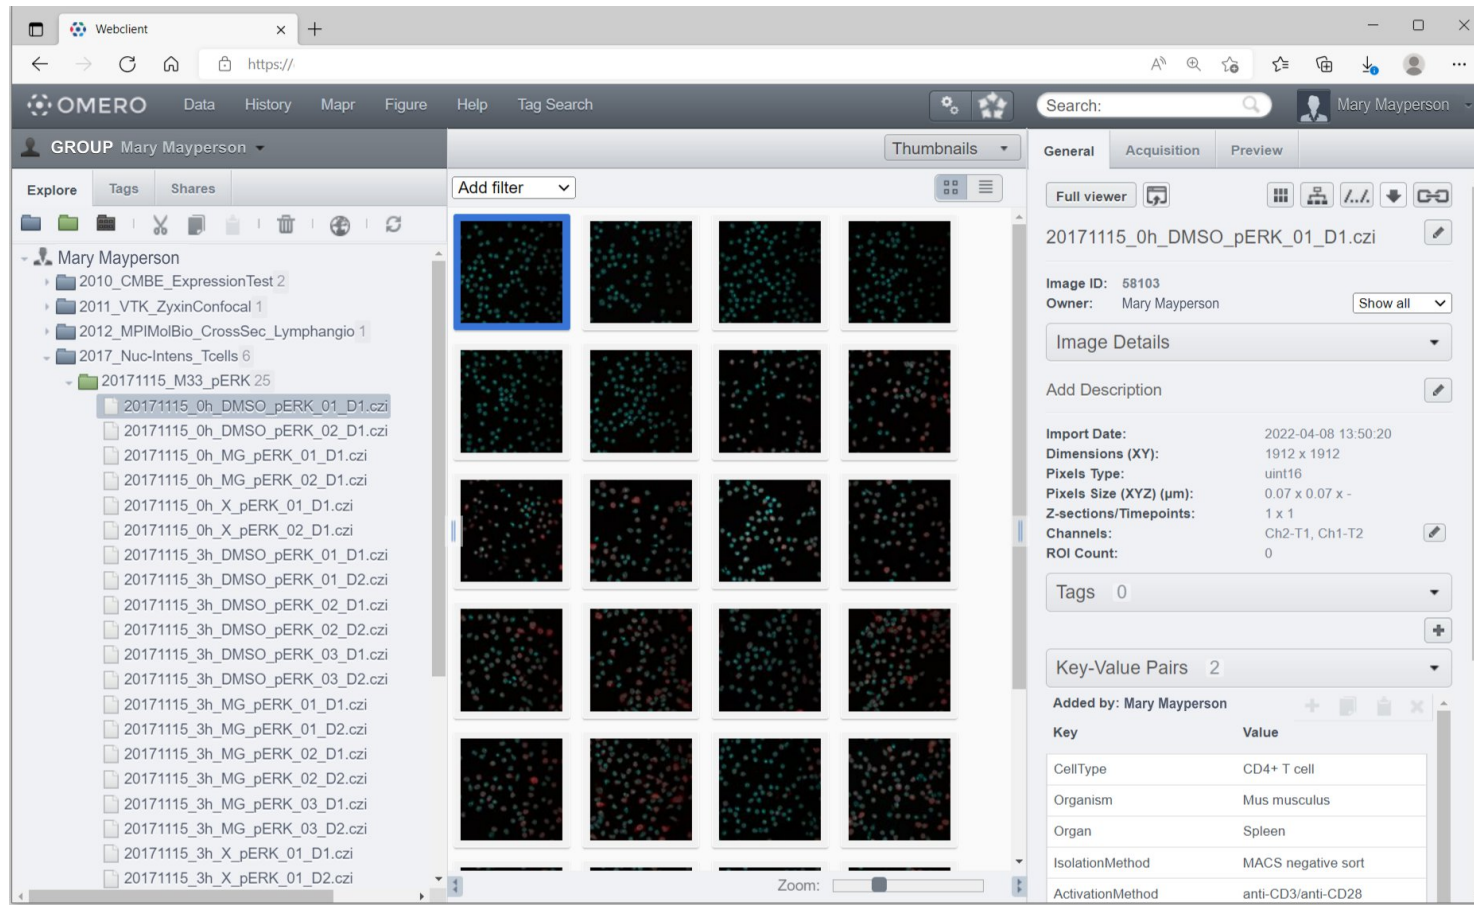 Webclient
https://
OMERO Data History Mapr Figure Help Tag Search Search: Mary Mayperson
GROUP Mary Mayperson
Thumbnails
General Acquisition Preview
Explore Tags Shares
Add filter
Full viewer
Mary Mayperson
2010_CMBE_ExpressionTest 2
2011_VTK_ZyxinConfocal 1
2012_MPIMolBio_CrossSec_Lymphangio 1
2017_Nuc-Intens_Tcells 6
20171115_M33_pERK 25
20171115_0h_DMSO_pERK_01_D1.czi
20171115_0h_DMSO_pERK_02_D1.czi
20171115_0h_MG_pERK_01_D1.czi
20171115_0h_MG_pERK_02_D1.czi
20171115_0h_X_pERK_01_D1.czi
20171115_0h_X_pERK_02_D1.czi
20171115_3h_DMSO_pERK_01_D1.czi
20171115_3h_DMSO_pERK_01_D2.czi
20171115_3h_DMSO_pERK_02_D1.czi
20171115_3h_DMSO_pERK_02_D2.czi
20171115_3h_DMSO_pERK_03_D1.czi
20171115_3h_DMSO_pERK_03_D2.czi
20171115_3h_MG_pERK_01_D1.czi
20171115_3h_MG_pERK_01_D2.czi
20171115_3h_MG_pERK_02_D1.czi
20171115_3h_MG_pERK_02_D2.czi
20171115_3h_MG_pERK_03_D1.czi
20171115_3h_MG_pERK_03_D2.czi
20171115_3h_X_pERK_01_D1.czi
20171115_3h_X_pERK_01_D2.czi
Zoom:
20171115_0h_DMSO_pERK_01_D1.czi
Image ID: 58103
Owner: Mary Mayperson Show all
Image Details
Add Description
Import Date: 2022-04-08 13:50:20
Dimensions (XY): 1912 x 1912
Pixels Type: uint16
Pixels Size (XYZ) (µm): 0.07 x 0.07 x -
Z-sections/Timepoints: 1 x 1
Channels: Ch2-T1, Ch1-T2
ROI Count: 0
Tags 0
Key-Value Pairs 2
Added by: Mary Mayperson
Key Value
CellType CD4+ T cell
Organism Mus musculus
Organ Spleen
IsolationMethod MACS negative sort
ActivationMethod anti-CD3/anti-CD28